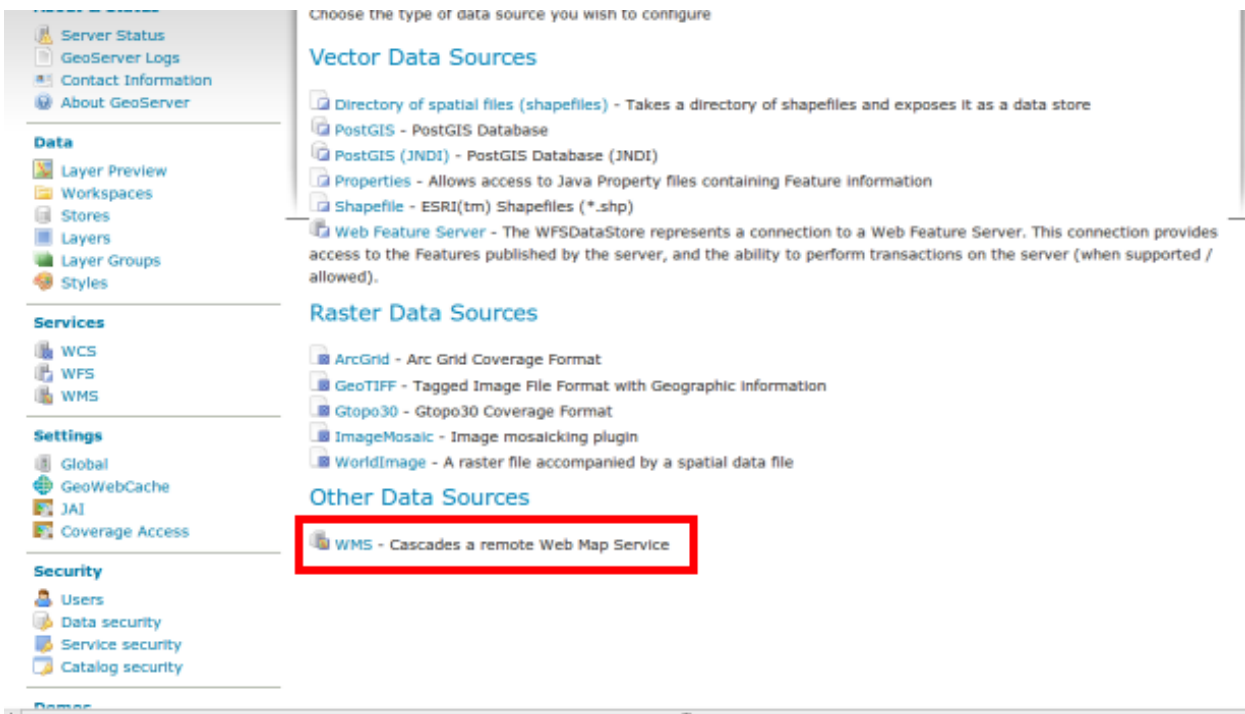 About & Status
Server Status
GeoServer Logs
Contact Information
About GeoServer
Data
Layer Preview
Workspaces
Stores
Layers
Layer Groups
Styles
Services
WCS
WFS
WMS
Settings
Global
GeoWebCache
JAI
Coverage Access
Security
Users
Data security
Service security
Catalog security
Demos
Choose the type of data source you wish to configure
Vector Data Sources
Directory of spatial files (shapefiles) - Takes a directory of shapefiles and exposes it as a data store
PostGIS - PostGIS Database
PostGIS (JNDI) - PostGIS Database (JNDI)
Properties - Allows access to Java Property files containing Feature information
Shapefile - ESRI(tm) Shapefiles (*.shp)
Web Feature Server - The WFSDataStore represents a connection to a Web Feature Server. This connection provides
access to the Features published by the server, and the ability to perform transactions on the server (when supported /
allowed).
Raster Data Sources
ArcGrid - Arc Grid Coverage Format
GeoTIFF - Tagged Image File Format with Geographic information
Gtopo30 - Gtopo30 Coverage Format
ImageMosaic - Image mosaicking plugin
WorldImage - A raster file accompanied by a spatial data file
Other Data Sources
WMS - Cascades a remote Web Map Service